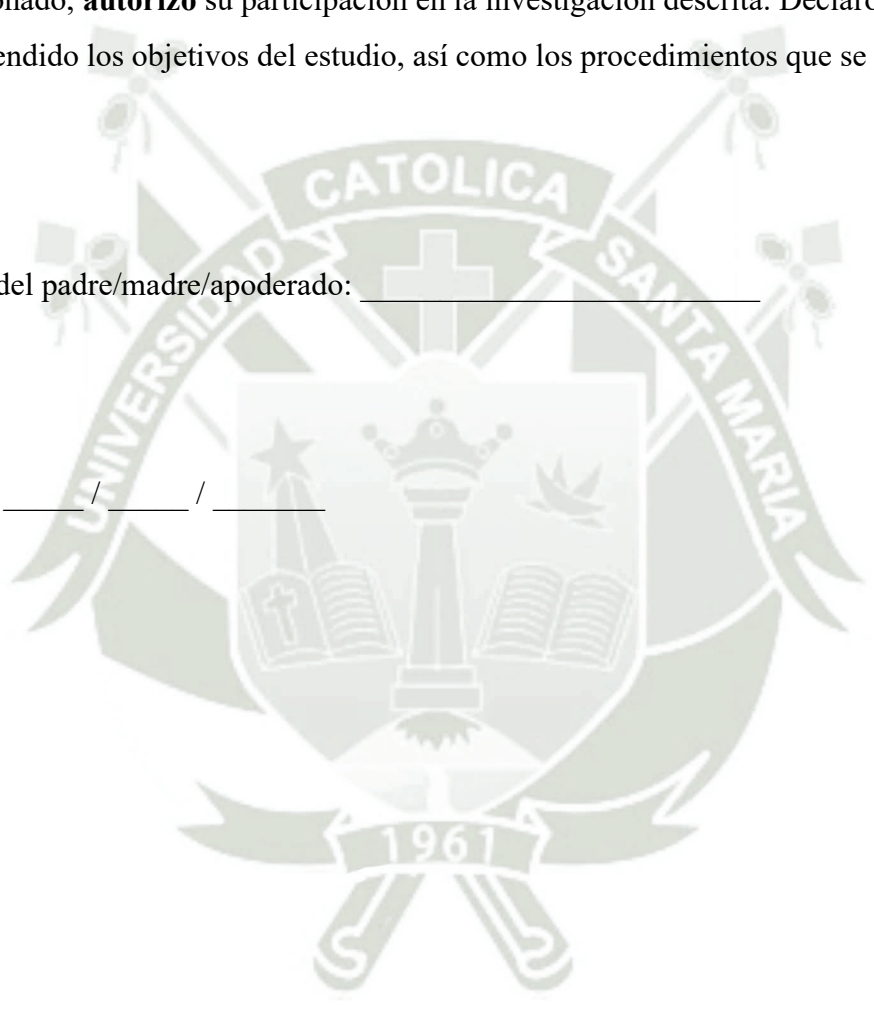 onado, autorizo su participación en la investigación descrita. Declaro
endido los objetivos del estudio, así como los procedimientos que se
CATOLICA
UNIVERSIDAD
SANTA MARIA
del padre/madre/apoderado: _________________________
_____ / _____ / _______
1961